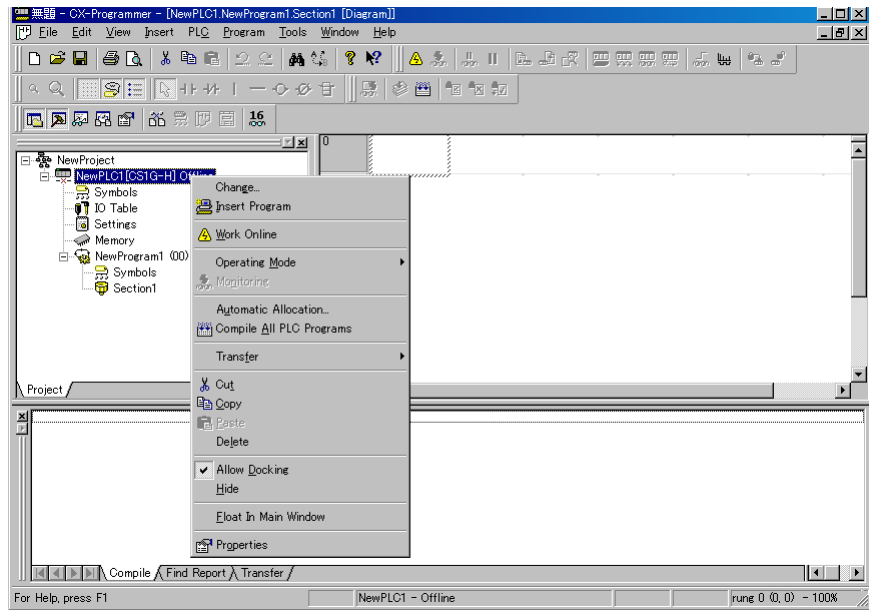 無題 - CX-Programmer - [NewPLC1.NewProgram1.Section1 [Diagram]]
File Edit View Insert PLC Program Tools Window Help
16
0
NewProject
NewPLC1[CS1G-H] Offline
Symbols
IO Table
Settings
Memory
NewProgram1 (00)
Symbols
Section1
Change...
Insert Program
Work Online
Operating Mode
Monitoring
Automatic Allocation...
Compile All PLC Programs
Transfer
Cut
Copy
Paste
Delete
Allow Docking
Hide
Float In Main Window
Properties
Project
Compile Find Report Transfer
For Help, press F1 NewPLC1 - Offline rung 0 (0, 0) - 100%